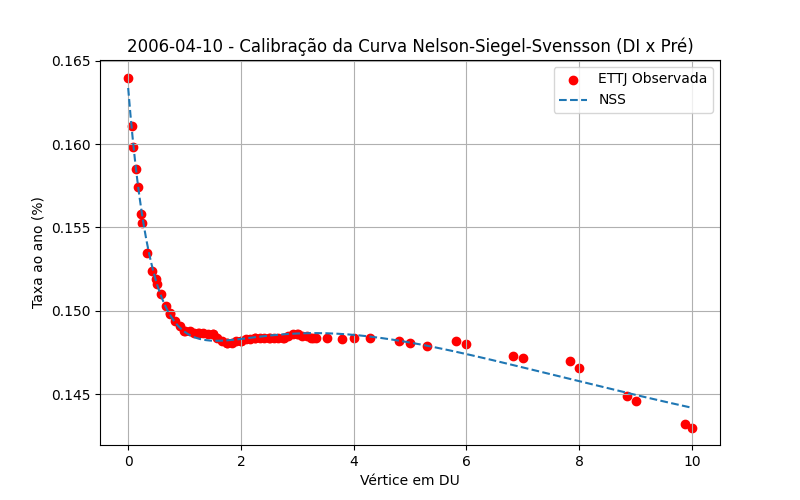 2006-04-10 - Calibração da Curva Nelson-Siegel-Svensson (DI x Pré)
0.165
0.160
0.155
0.150
0.145
Taxa ao ano (%)
ETTJ Observada
NSS
0 2 4 6 8 10
Vértice em DU